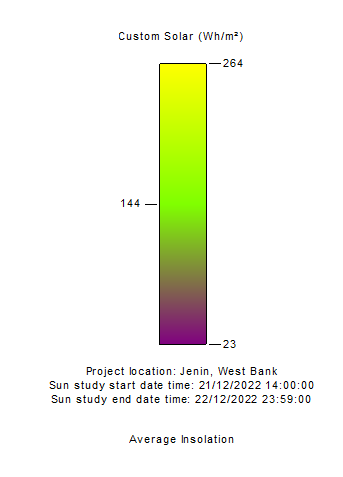 Custom Solar (Wh/m²)
264
144
23
Project location: Jenin, West Bank
Sun study start date time: 21/12/2022 14:00:00
Sun study end date time: 22/12/2022 23:59:00
Average Insolation